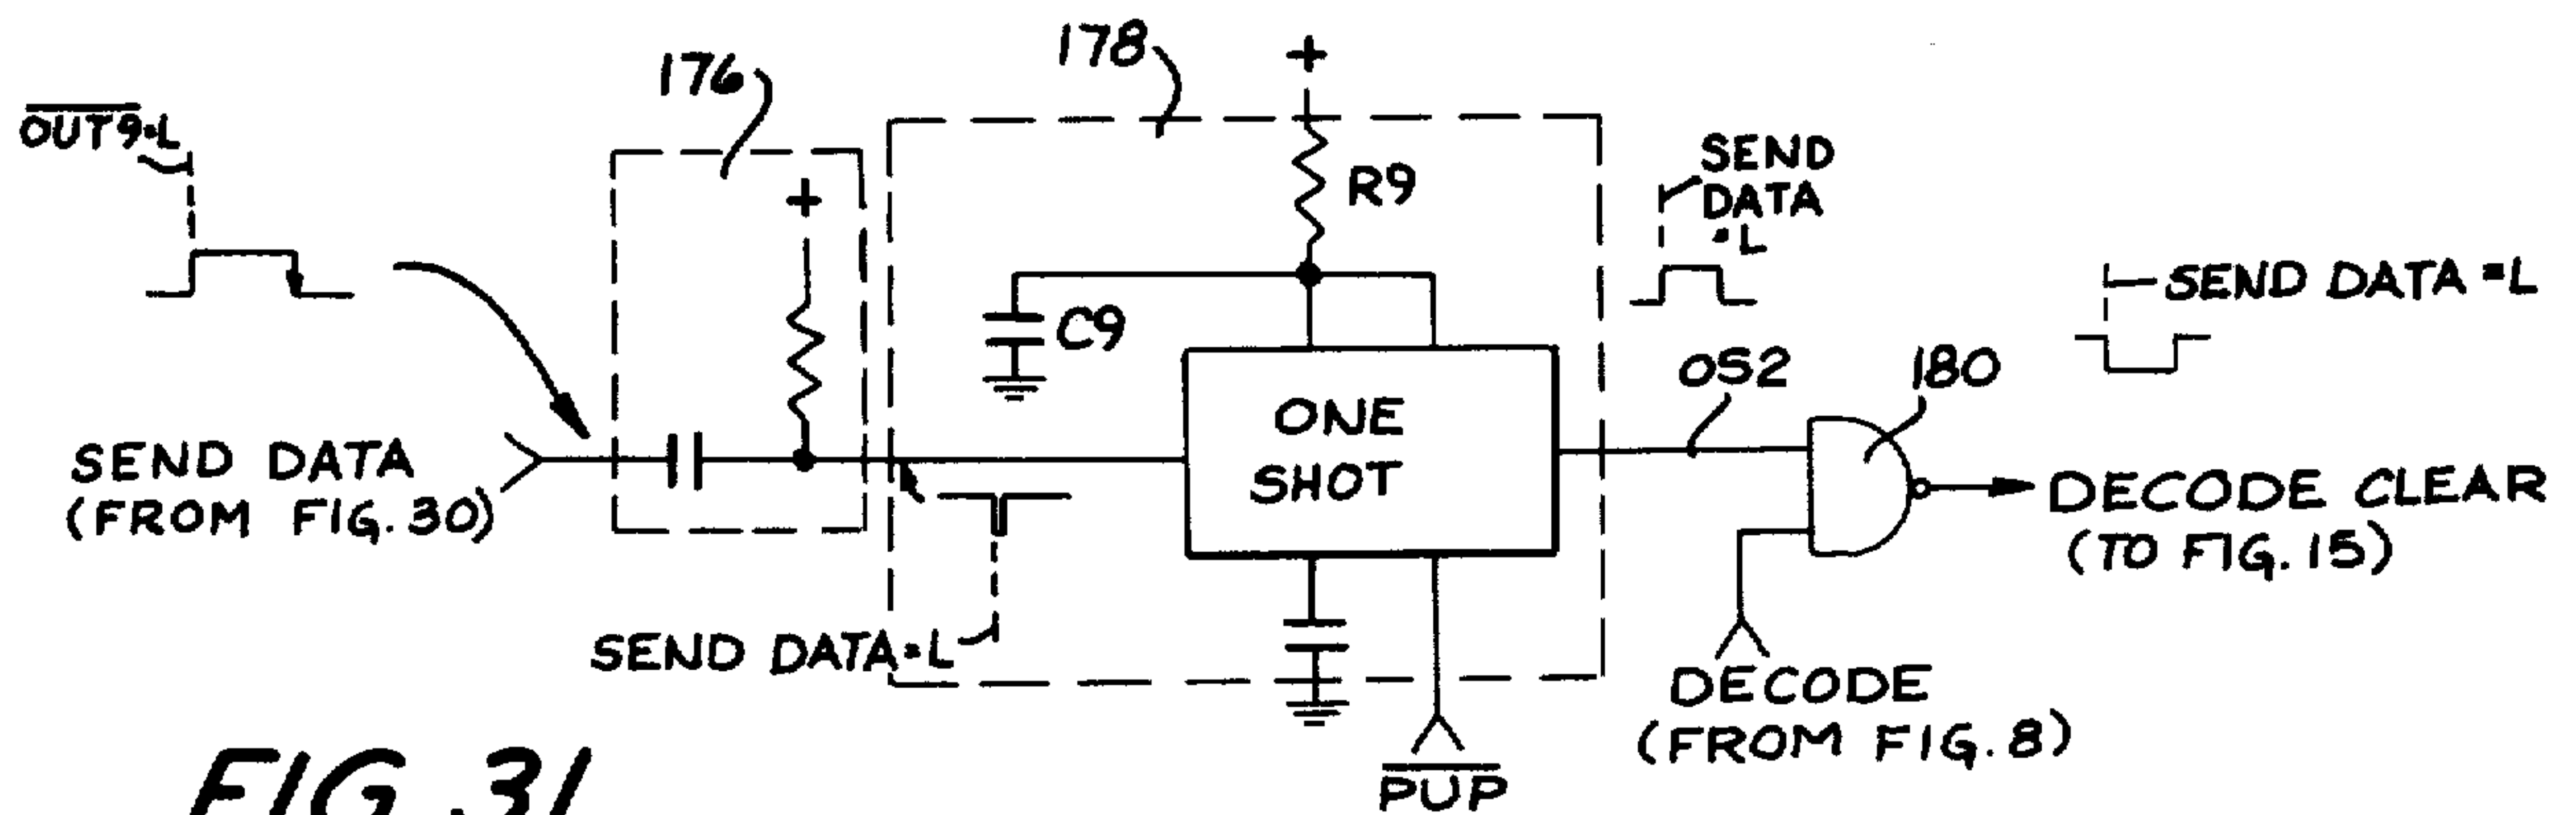 OUT9=L
176
+
178
+
R9
C9
SEND
DATA
=L
SEND DATA = L
OS2
180
ONE
SHOT
SEND DATA
(FROM FIG. 30)
DECODE CLEAR
(TO FIG. 15)
SEND DATA=L
DECODE
(FROM FIG. 8)
PUP
FIG. 31